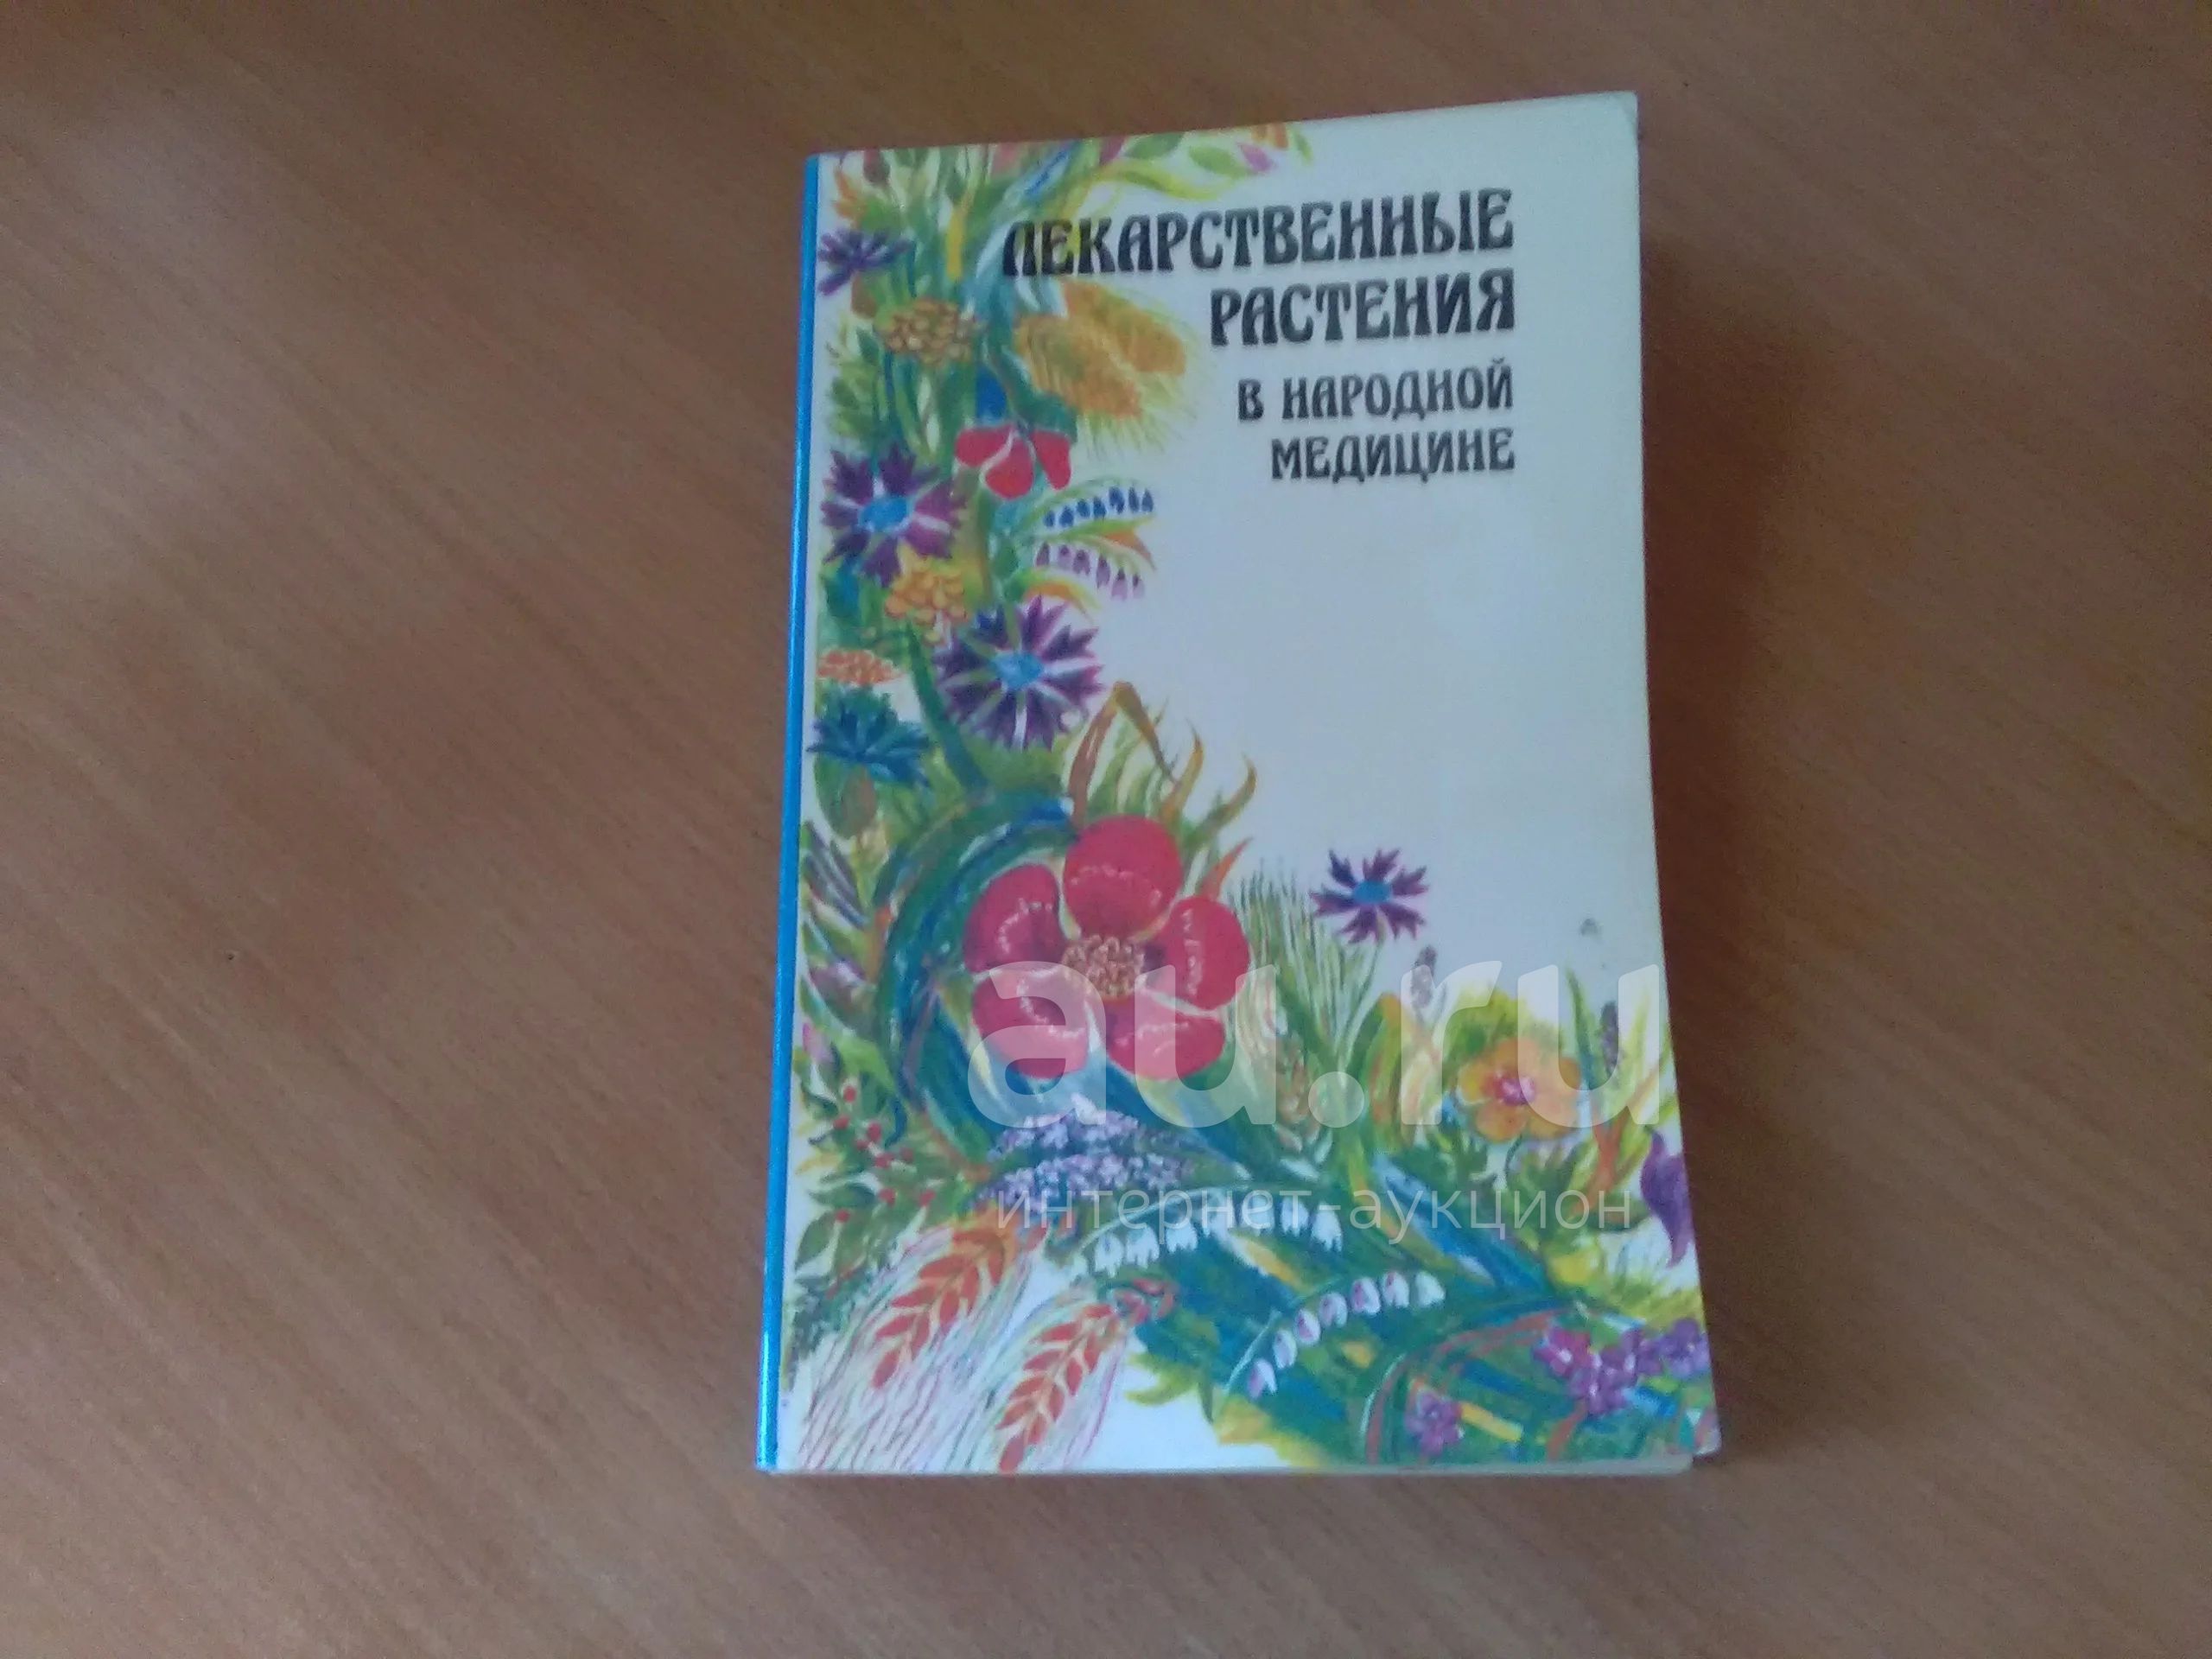 ЛЕКАРСТВЕННЫЕ
РАСТЕНИЯ
В НАРОДНОЙ
МЕДИЦИНЕ
au.ru
интернет-аукцион